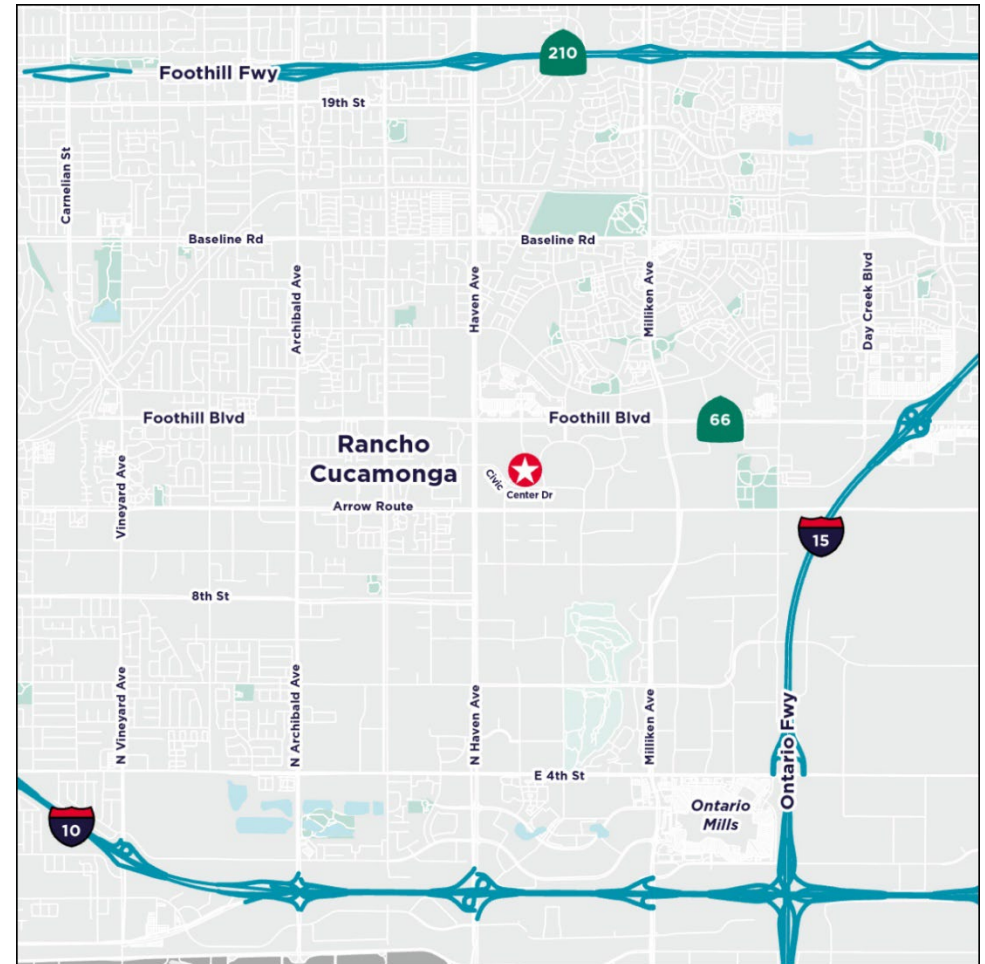 210
Foothill Fwy
19th St
Carnelian St
Baseline Rd
Baseline Rd
Archibald Ave
Haven Ave
Milliken Ave
Day Creek Blvd
Foothill Blvd
Foothill Blvd
66
Rancho
Cucamonga
Vineyard Ave
Civic
Center Dr
Arrow Route
15
8th St
N Vineyard Ave
N Archibald Ave
N Haven Ave
Milliken Ave
Ontario Fwy
E 4th St
Ontario
Mills
10